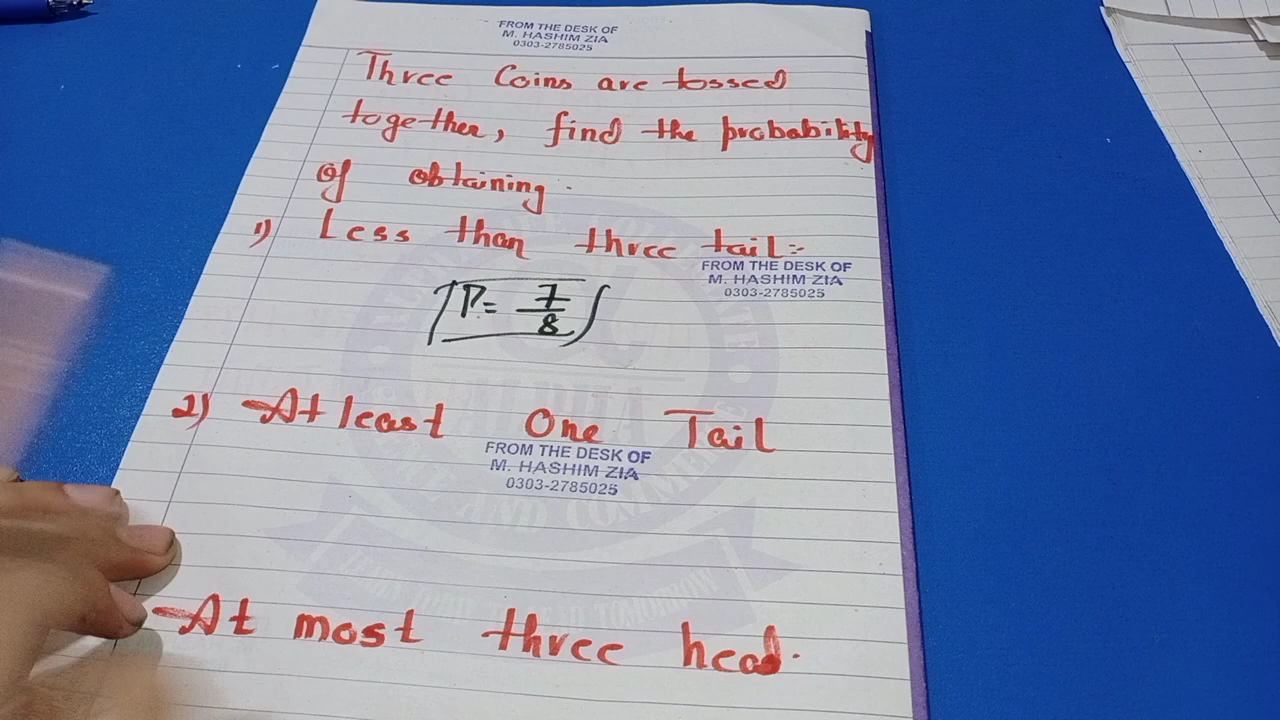 FROM THE DESK OF
M. HASHIM ZIA
0303-2785025
Three Coins are tossed
together, find the probability
of obtaining.
1) Less than three tail:-
FROM THE DESK OF
M. HASHIM ZIA
0303-2785025
P = 7/8
2) At least One Tail
FROM THE DESK OF
M. HASHIM ZIA
0303-2785025
At most three head.